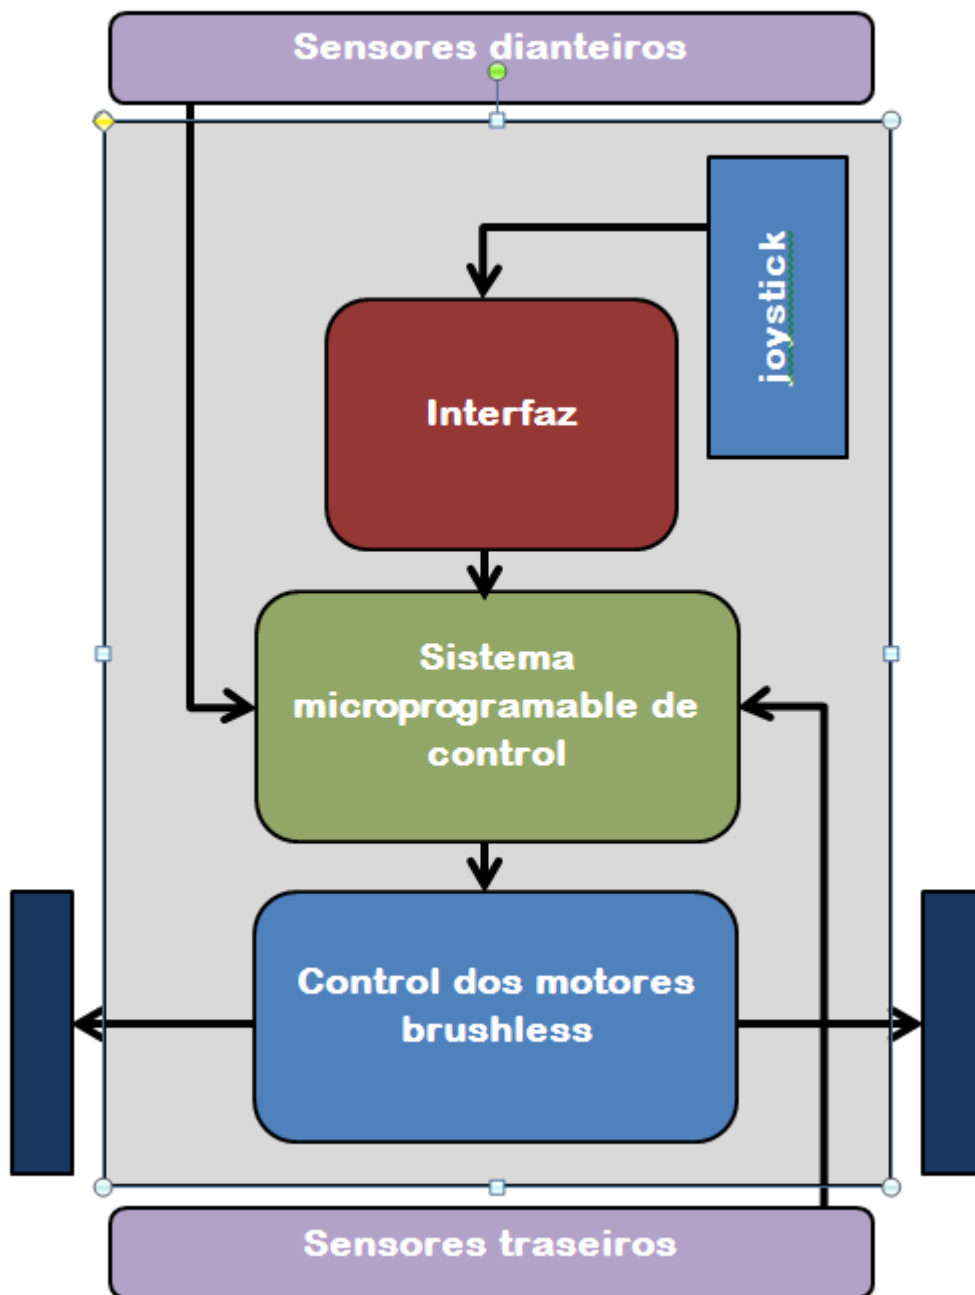 Sensores dianteiros
joystick
Interfaz
Sistema
microprogramable de
control
Control dos motores
brushless
Sensores traseiros